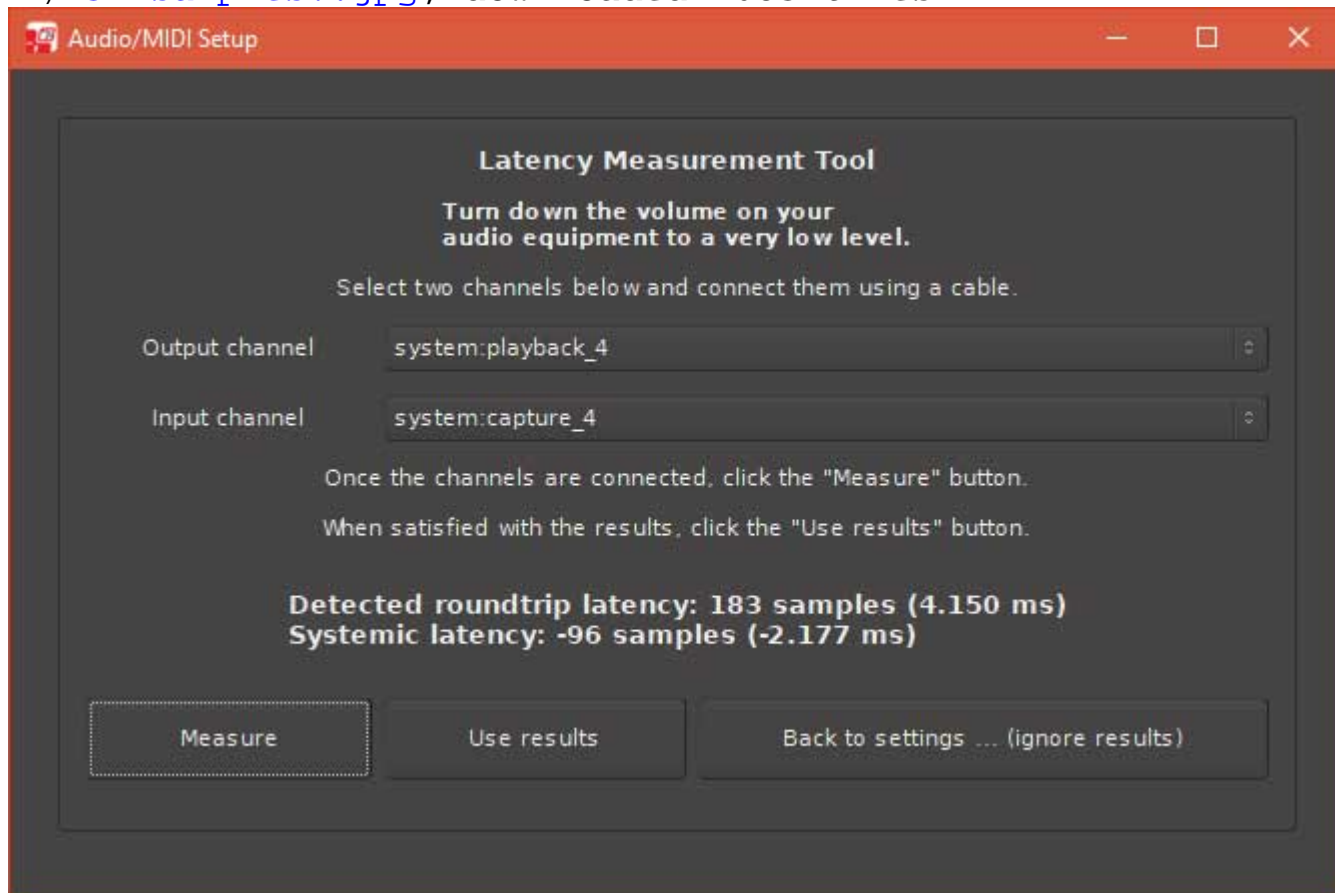 Audio/MIDI Setup
Latency Measurement Tool
Turn down the volume on your
audio equipment to a very low level.
Select two channels below and connect them using a cable.
Output channel system:playback_4
Input channel system:capture_4
Once the channels are connected, click the "Measure" button.
When satisfied with the results, click the "Use results" button.
Detected roundtrip latency: 183 samples (4.150 ms)
Systemic latency: -96 samples (-2.177 ms)
Measure Use results Back to settings ... (ignore results)